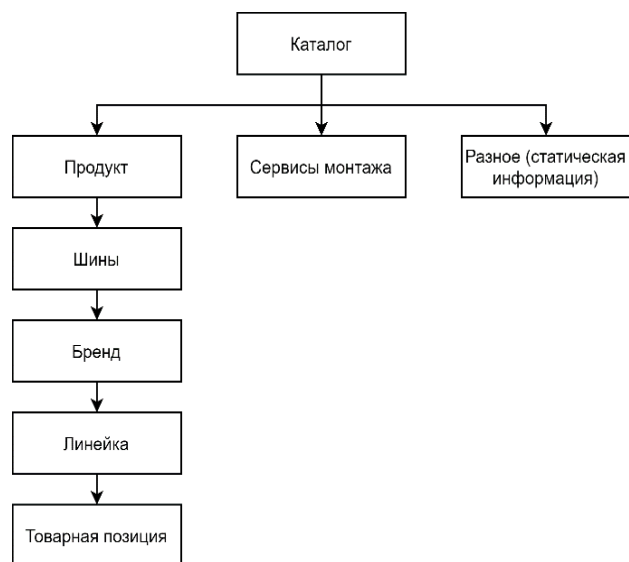 Каталог
Продукт
Сервисы монтажа
Разное (статическая
информация)
Шины
Бренд
Линейка
Товарная позиция